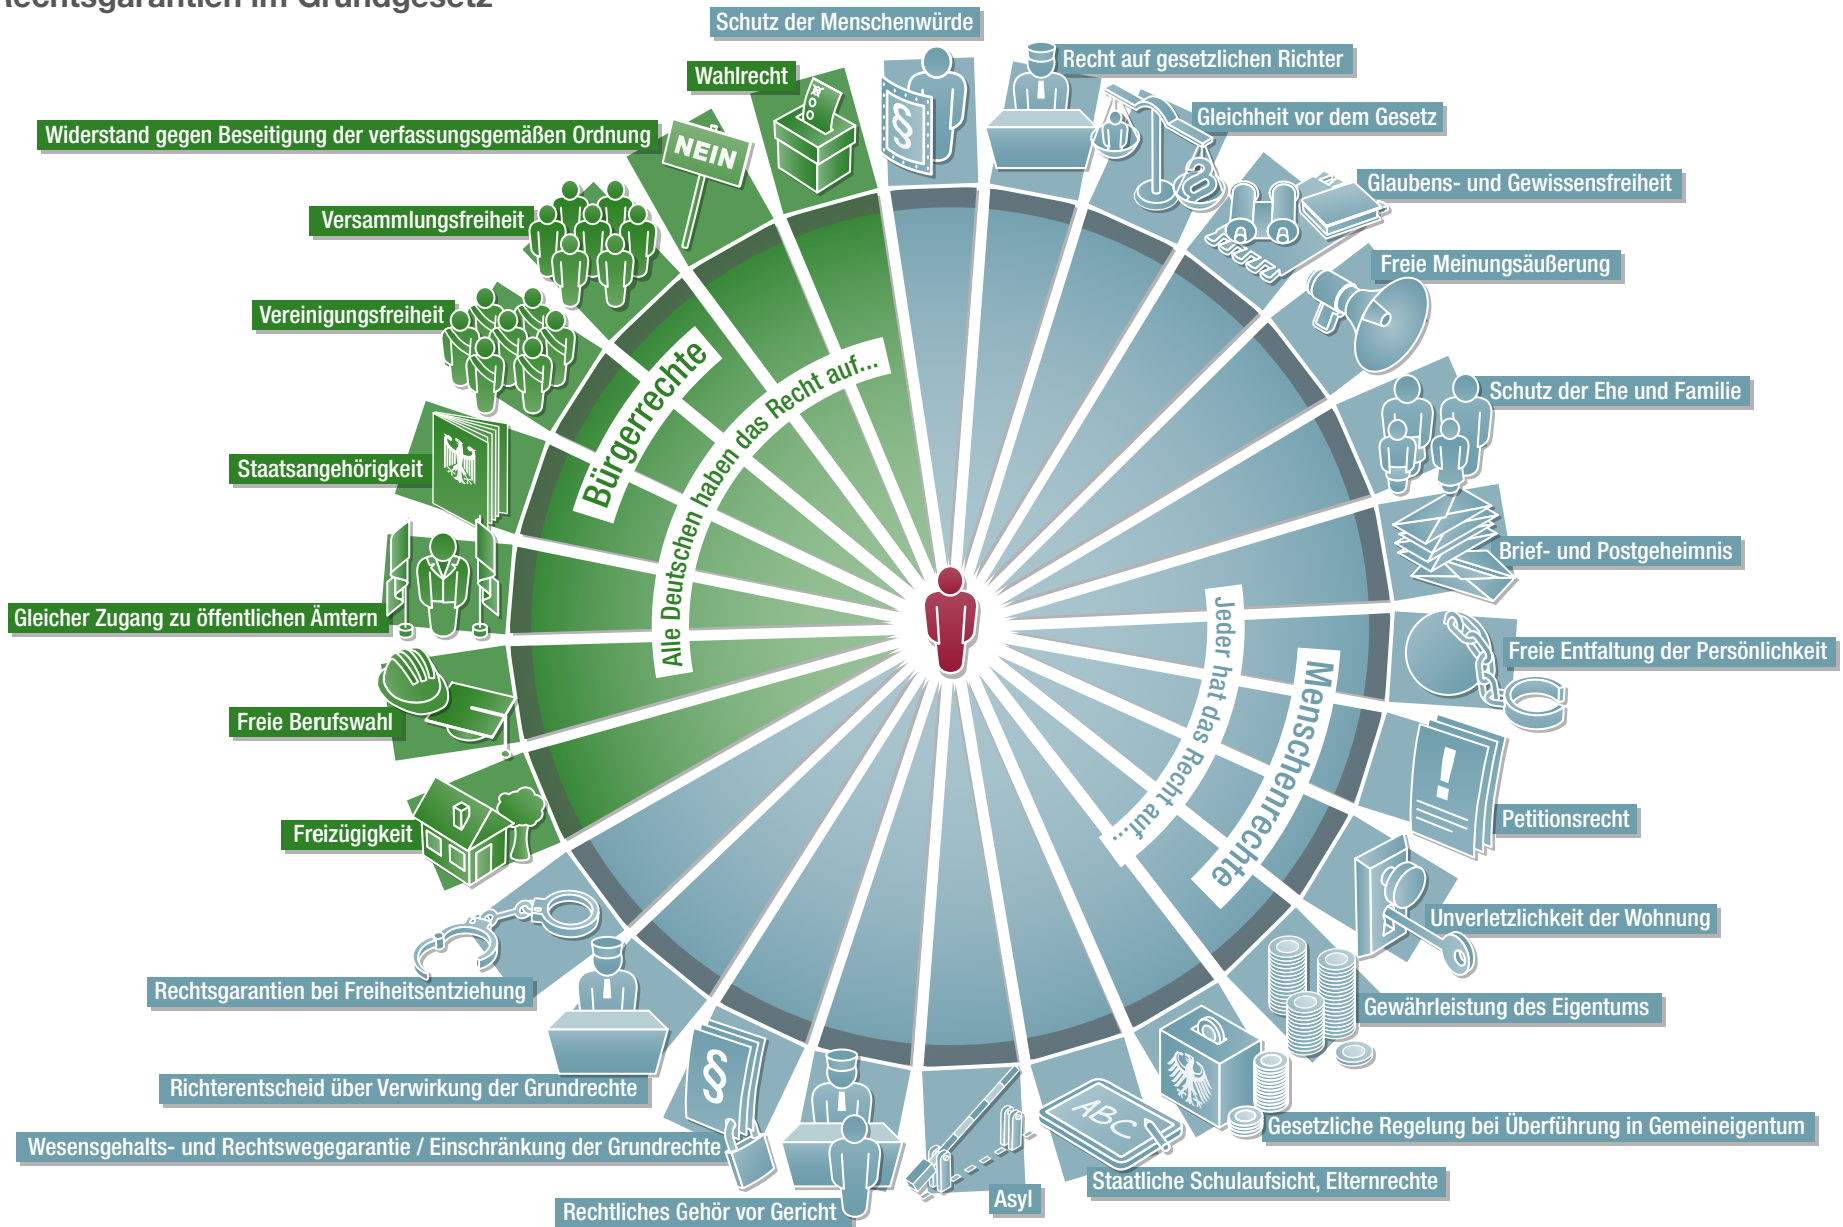 Rechtsgarantien im Grundgesetz
Schutz der Menschenwürde
Recht auf gesetzlichen Richter
Gleichheit vor dem Gesetz
Glaubens- und Gewissensfreiheit
Freie Meinungsäußerung
Schutz der Ehe und Familie
Brief- und Postgeheimnis
Freie Entfaltung der Persönlichkeit
Petitionsrecht
Unverletzlichkeit der Wohnung
Gewährleistung des Eigentums
Gesetzliche Regelung bei Überführung in Gemeineigentum
Staatliche Schulaufsicht, Elternrechte
Asyl
Rechtliches Gehör vor Gericht
Wesensgehalts- und Rechtswegegarantie / Einschränkung der Grundrechte
Richterentscheid über Verwirkung der Grundrechte
Rechtsgarantien bei Freiheitsentziehung
Freizügigkeit
Freie Berufswahl
Gleicher Zugang zu öffentlichen Ämtern
Staatsangehörigkeit
Vereinigungsfreiheit
Versammlungsfreiheit
Widerstand gegen Beseitigung der verfassungsgemäßen Ordnung
Wahlrecht
NEIN
Bürgerrechte
Alle Deutschen haben das Recht auf...
Menschenrechte
Jeder hat das Recht auf...
§
!
§
ABC